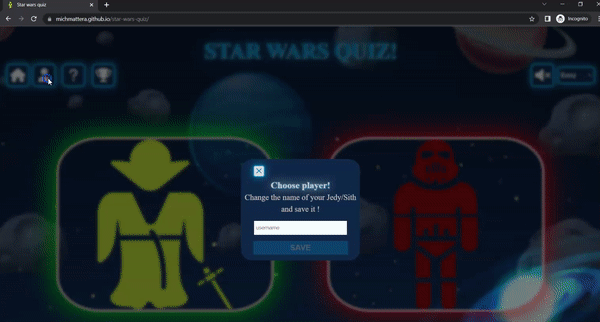 Star wars quiz
michmattera.github.io/star-wars-quiz/
Incognito
STAR WARS QUIZ!
?
Easy
Choose player!
Change the name of your Jedy/Sith
and save it !
username
SAVE